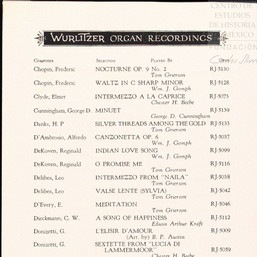 CENTRO DE
ESTUDIOS
DE HISTORIA
WURLITZER ORGAN RECORDINGS
COMPOSER SELECTION PLAYED BY
Chopin, Frederic NOCTURNE OP. 9 No. 2 RJ-5130
Tom Grierson
Chopin, Frederic WALTZ IN C SHARP MINOR RJ-5128
Wm. J. Gomph
Clyde, Elmer INTERMEZZO A LA CAPRICE RJ-5073
Chester H. Beebe
Cunningham, George D MINUET RJ-5139
George D. Cunningham
Danks, H. P SILVER THREADS AMONG THE GOLD RJ-5133
Tom Grierson
D'Ambrosio, Alfredo CANZONETTA OP. 6 RJ-5037
Wm. J. Gomph
DeKoven, Reginald INDIAN LOVE SONG RJ-5099
DeKoven, Reginald O PROMISE ME RJ-5116
Tom Grierson
Delibes, Leo INTERMEZZO FROM "NAILA" RJ-5038
Tom Grierson
Delibes, Leo VALSE LENTE (SYLVIA) RJ-5042
Tom Grierson
D'Every, E. MEDITATION RJ-5046
Tom Grierson
Dieckmann, C. W. A SONG OF HAPPINESS RJ-5112
Edwin Arthur Kraft
Donizetti, G. L'ELISIR D'AMOUR RJ-5009
(Arr. by) B. P. Austin
Donizetti, G. SEXTETTE FROM "LUCIA DI
LAMMERMOOR" RJ-5059
Chester H. Beebe